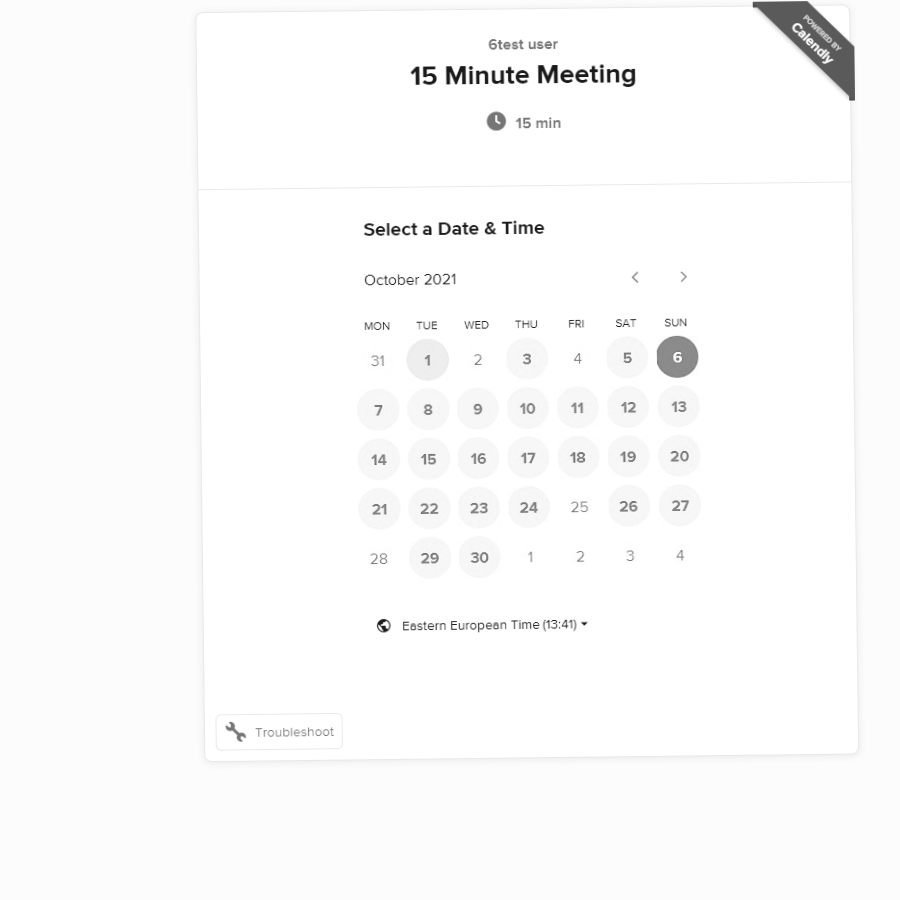 6test user
15 Minute Meeting
15 min
POWERED BY
Calendly
Select a Date & Time
October 2021
MON TUE WED THU FRI SAT SUN
31 1 2 3 4 5 6
7 8 9 10 11 12 13
14 15 16 17 18 19 20
21 22 23 24 25 26 27
28 29 30 1 2 3 4
Eastern European Time (13:41)
Troubleshoot